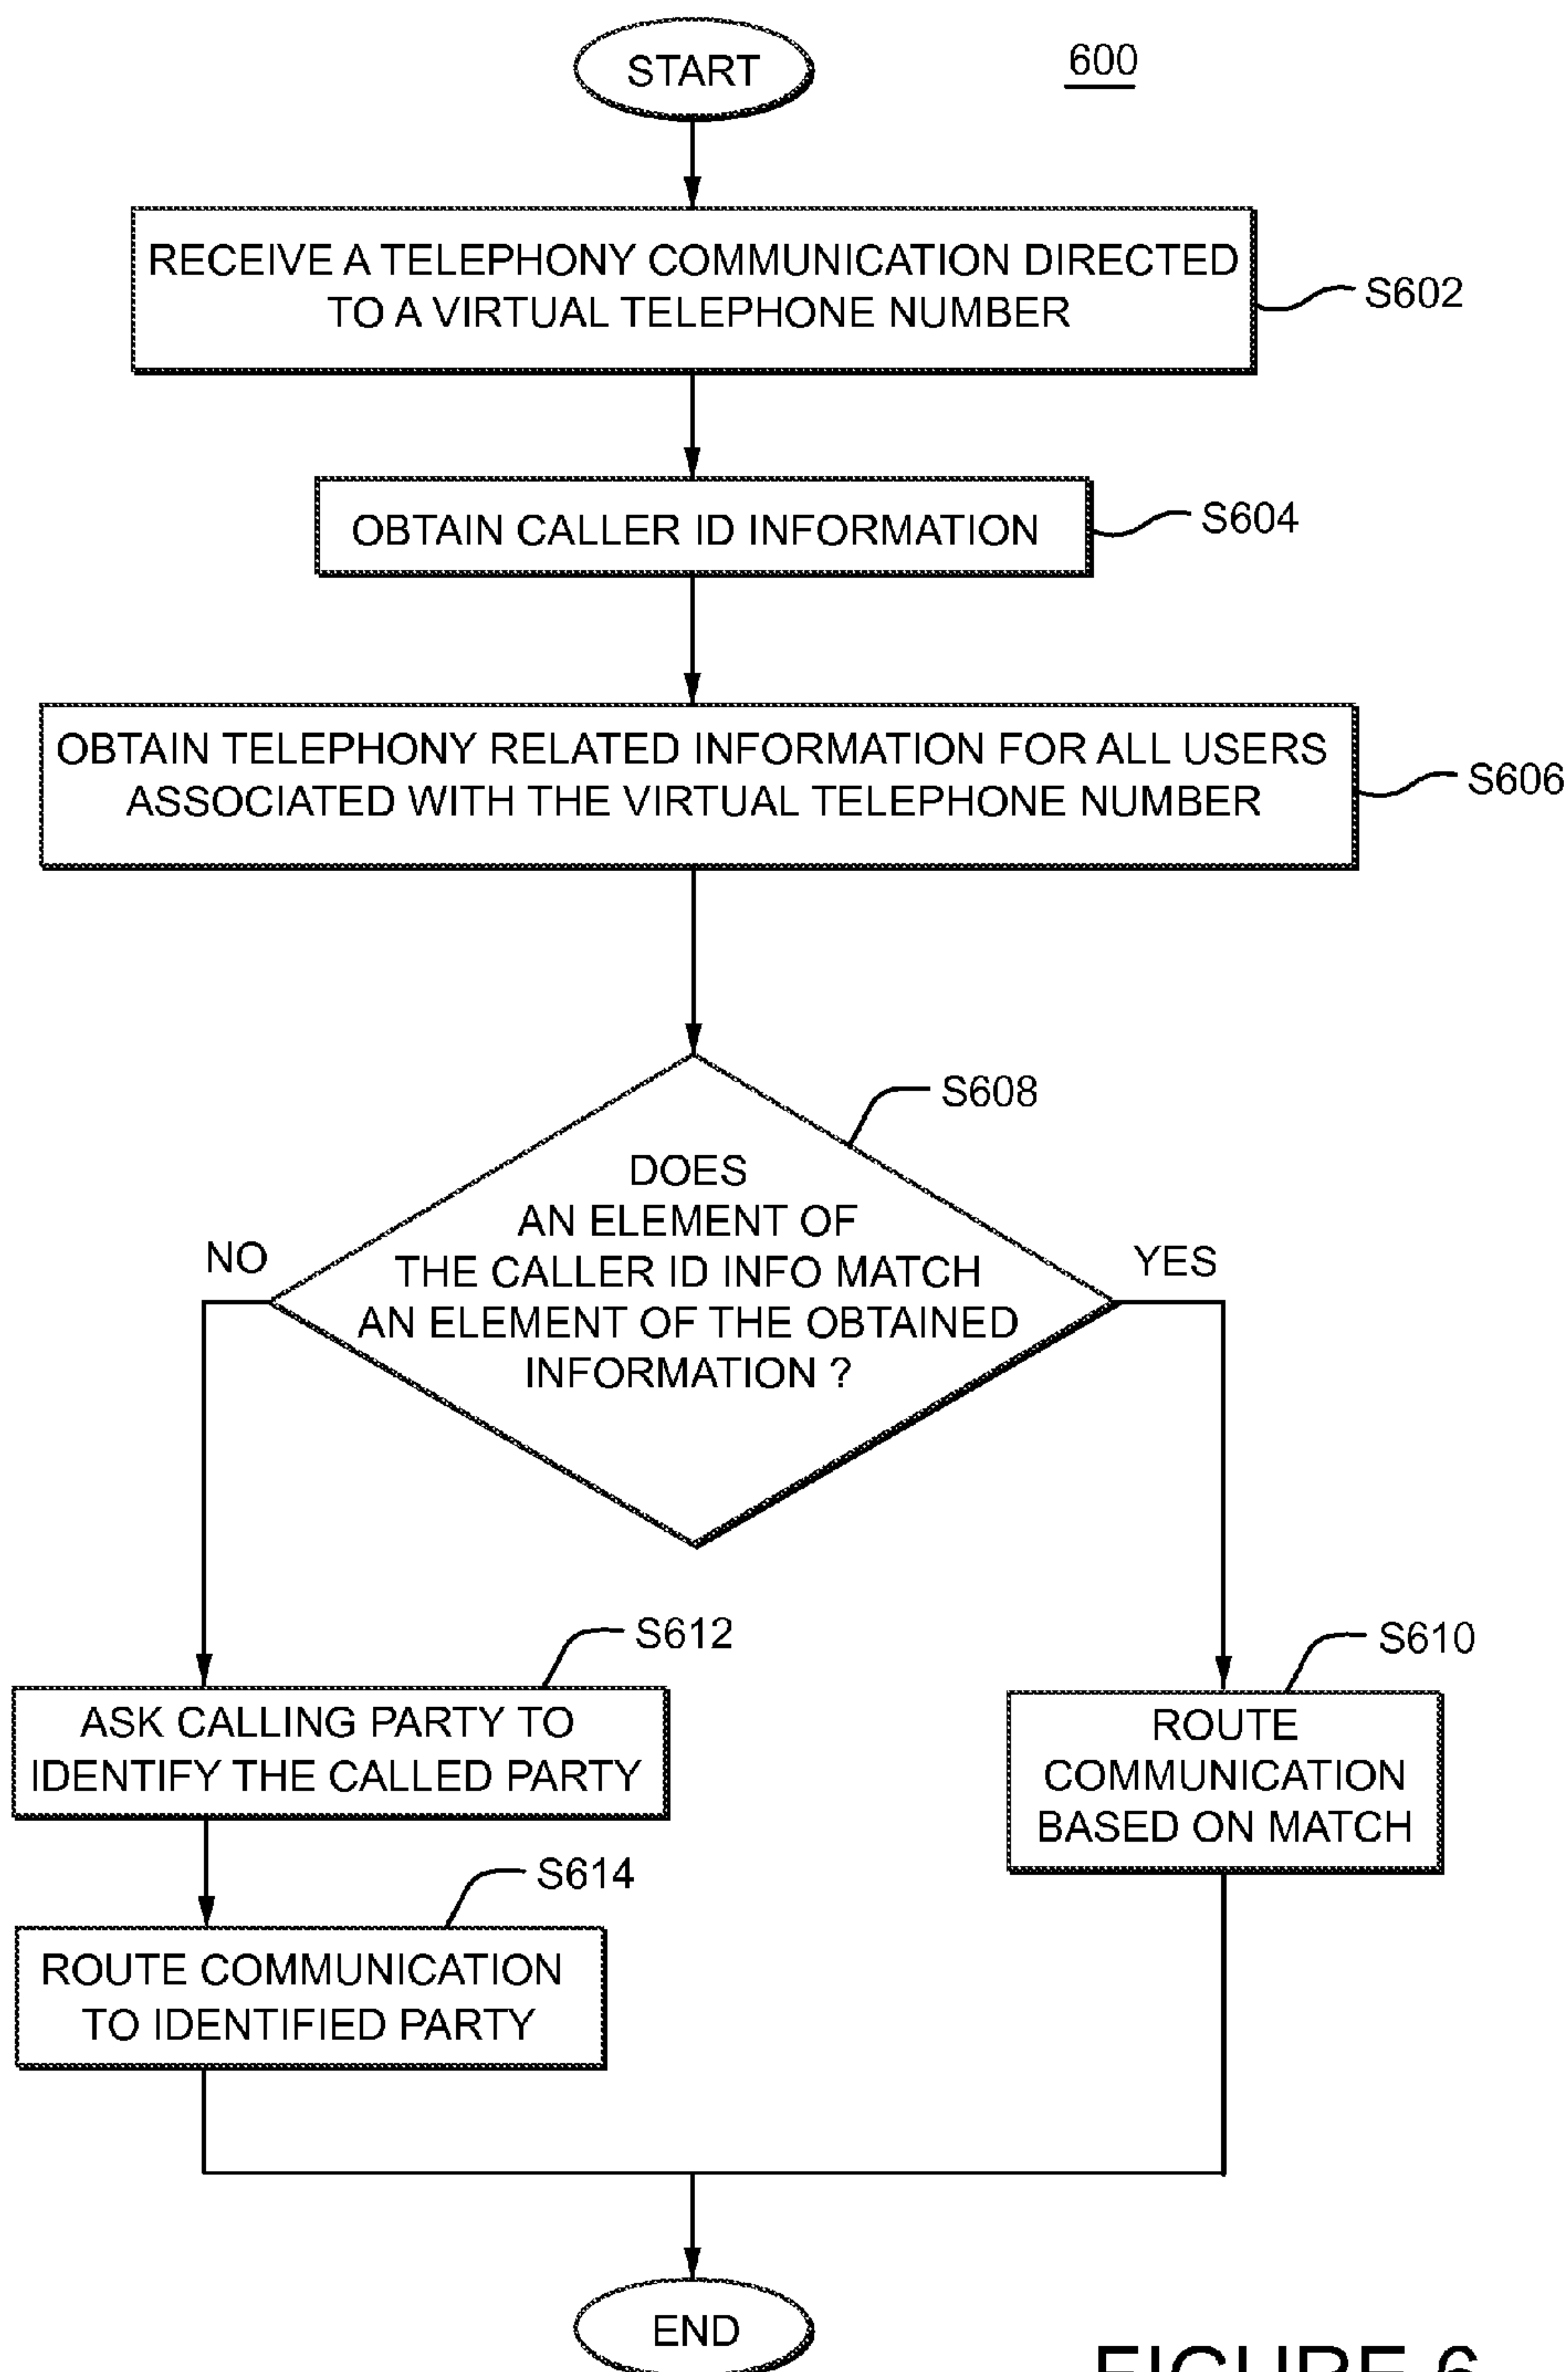 START
600
RECEIVE A TELEPHONY COMMUNICATION DIRECTED
TO A VIRTUAL TELEPHONE NUMBER
S602
OBTAIN CALLER ID INFORMATION
S604
OBTAIN TELEPHONY RELATED INFORMATION FOR ALL USERS
ASSOCIATED WITH THE VIRTUAL TELEPHONE NUMBER
S606
S608
DOES
AN ELEMENT OF
THE CALLER ID INFO MATCH
AN ELEMENT OF THE OBTAINED
INFORMATION ?
NO
YES
S612
ASK CALLING PARTY TO
IDENTIFY THE CALLED PARTY
S610
ROUTE
COMMUNICATION
BASED ON MATCH
S614
ROUTE COMMUNICATION
TO IDENTIFIED PARTY
END
FIGURE 6